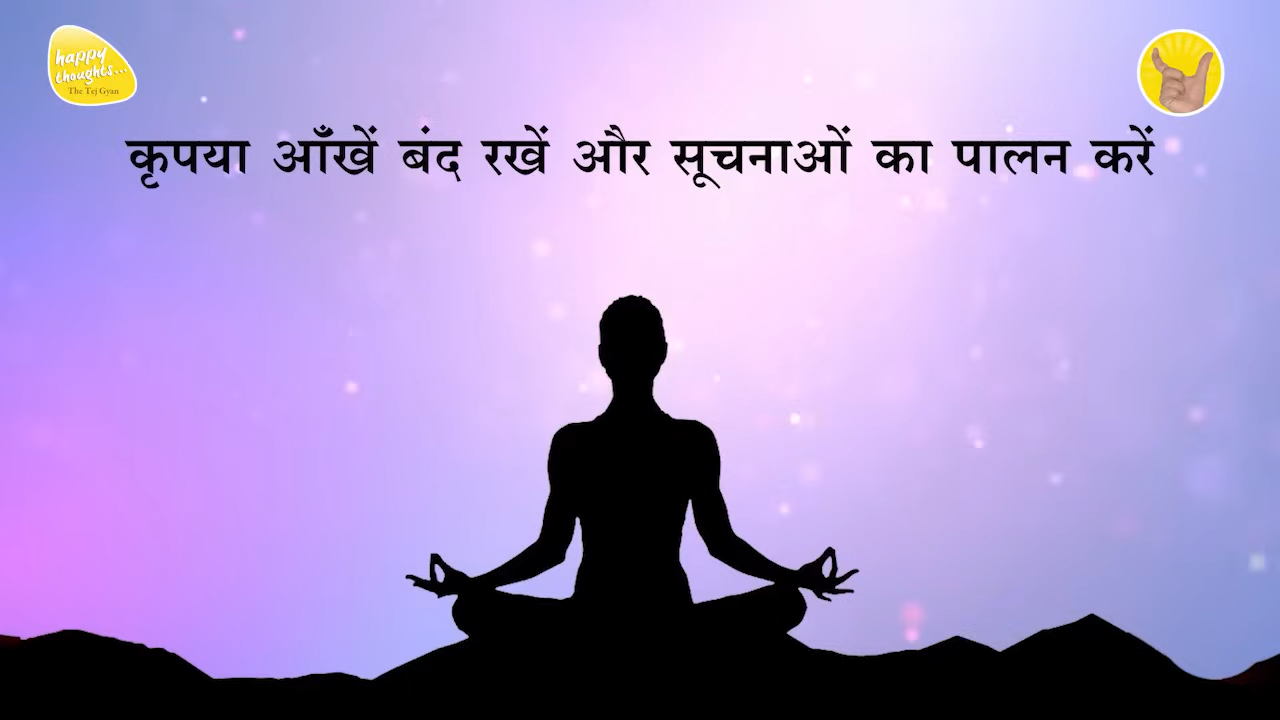 happy
thoughts...
The Tej Gyan
कृपया आँखें बंद रखें और सूचनाओं का पालन करें